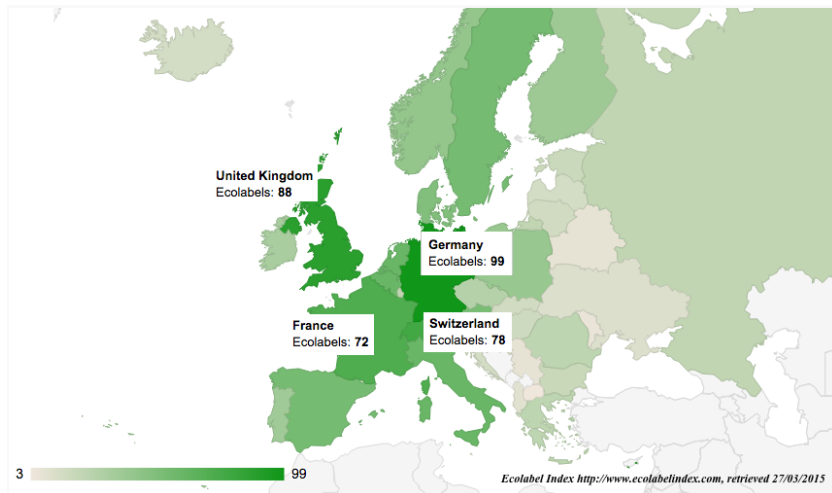 United Kingdom
Ecolabels: 88
Germany
Ecolabels: 99
France
Ecolabels: 72
Switzerland
Ecolabels: 78
3
99
Ecolabel Index http://www.ecolabelindex.com, retrieved 27/03/2015